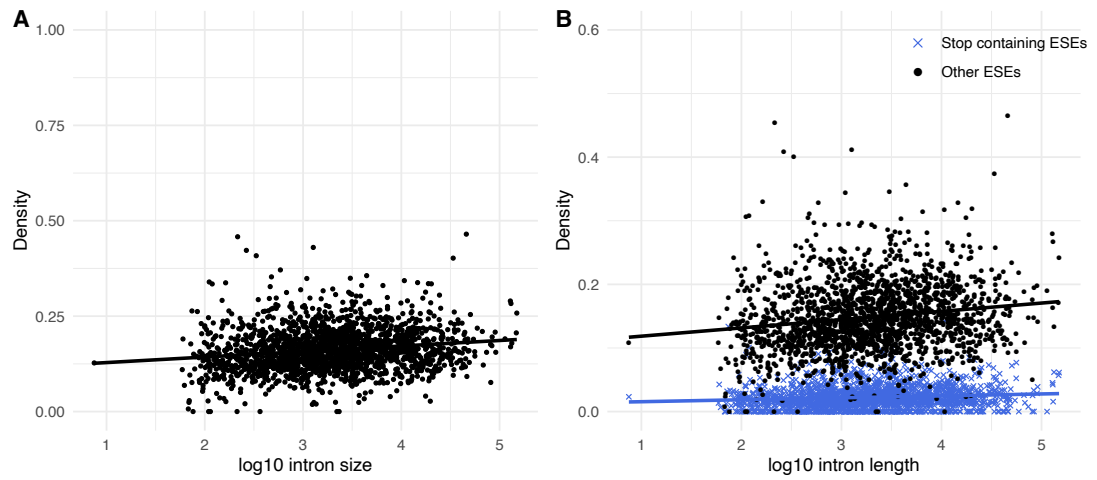 A
1.00
0.75
0.50
0.25
0.00
Density
1 2 3 4 5
log10 intron size
B
0.6
0.4
0.2
0.0
Density
Stop containing ESEs
Other ESEs
1 2 3 4 5
log10 intron length